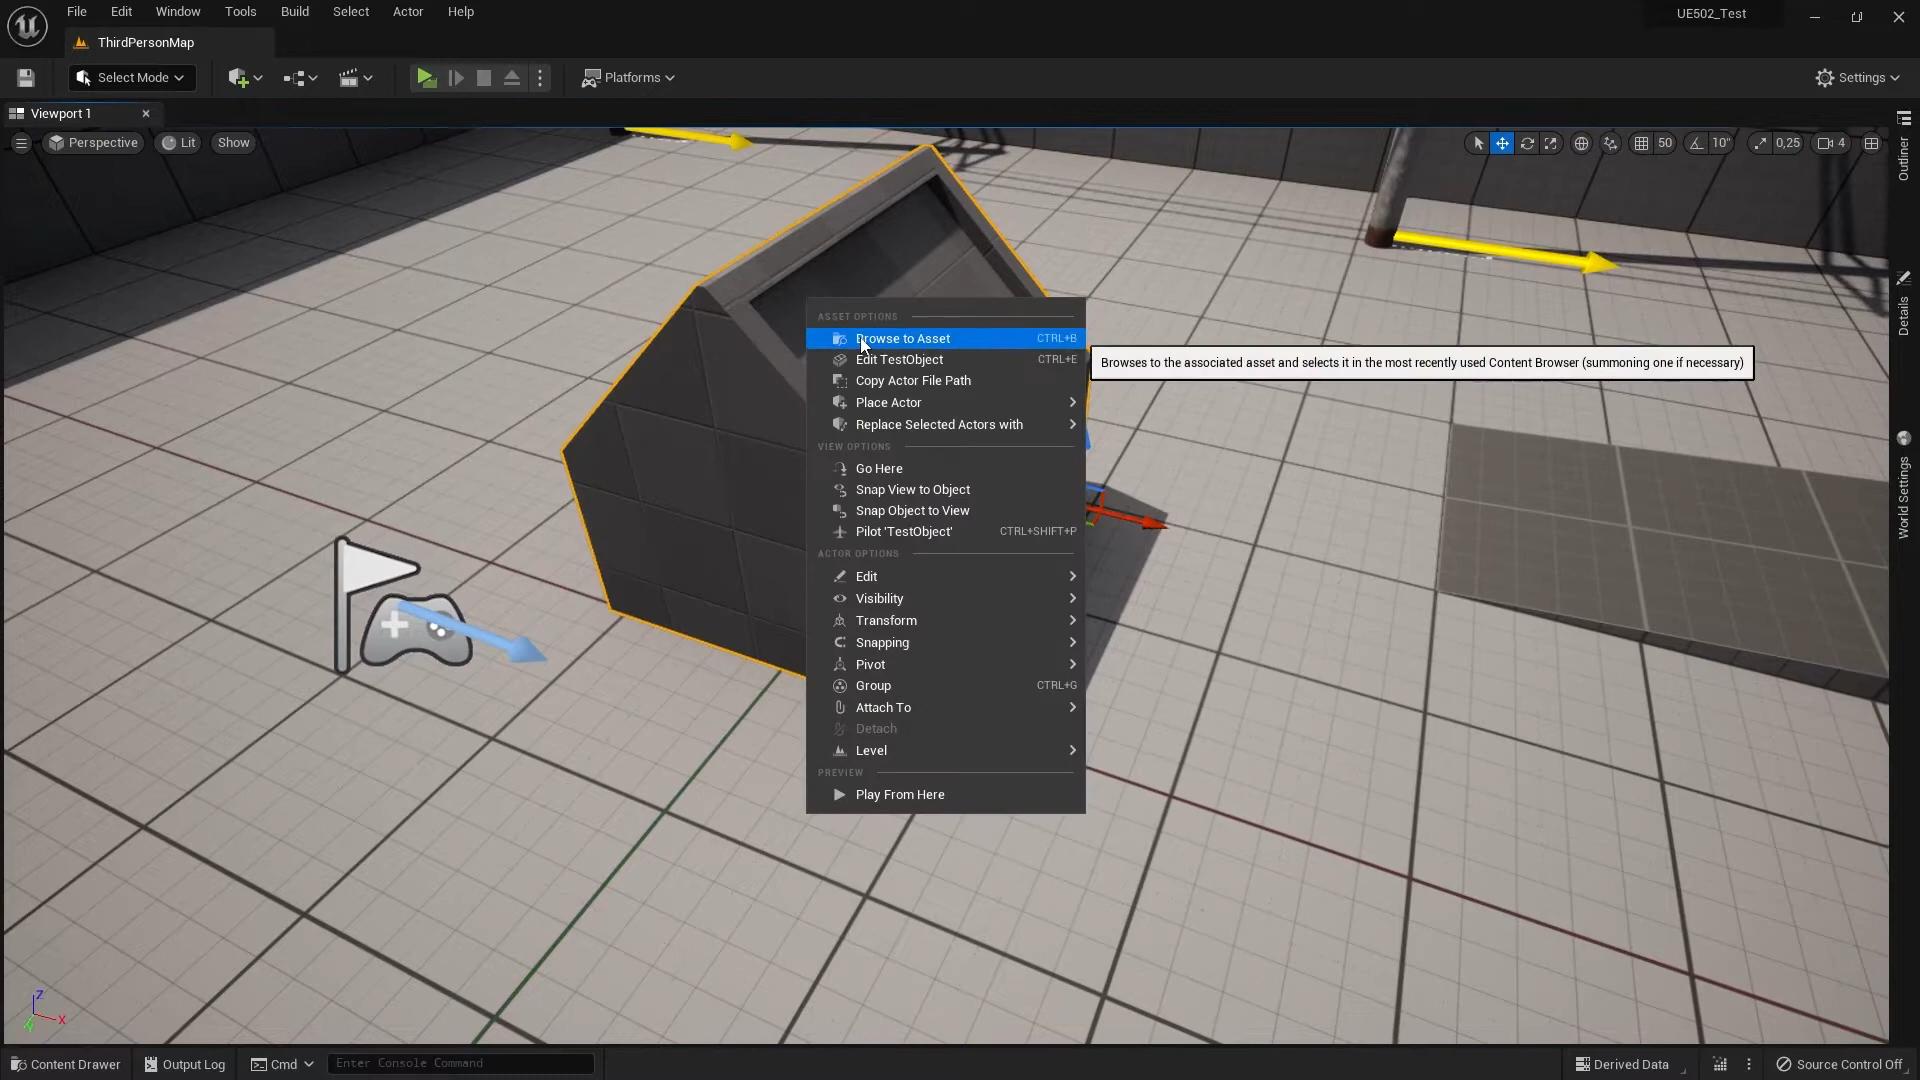 File Edit Window Tools Build Select Actor Help
UE502_Test
ThirdPersonMap
Select Mode
Platforms
Settings
Viewport 1
Perspective Lit Show
50 10° 0,25 4
Outliner
Details
World Settings
ASSET OPTIONS
Browse to Asset CTRL+B
Edit TestObject CTRL+E
Browses to the associated asset and selects it in the most recently used Content Browser (summoning one if necessary)
Copy Actor File Path
Place Actor
Replace Selected Actors with
VIEW OPTIONS
Go Here
Snap View to Object
Snap Object to View
Pilot 'TestObject' CTRL+SHIFT+P
ACTOR OPTIONS
Edit
Visibility
Transform
Snapping
Pivot
Group CTRL+G
Attach To
Detach
Level
PREVIEW
Play From Here
Z
X
Y
Content Drawer Output Log Cmd Enter Console Command Derived Data Source Control Off